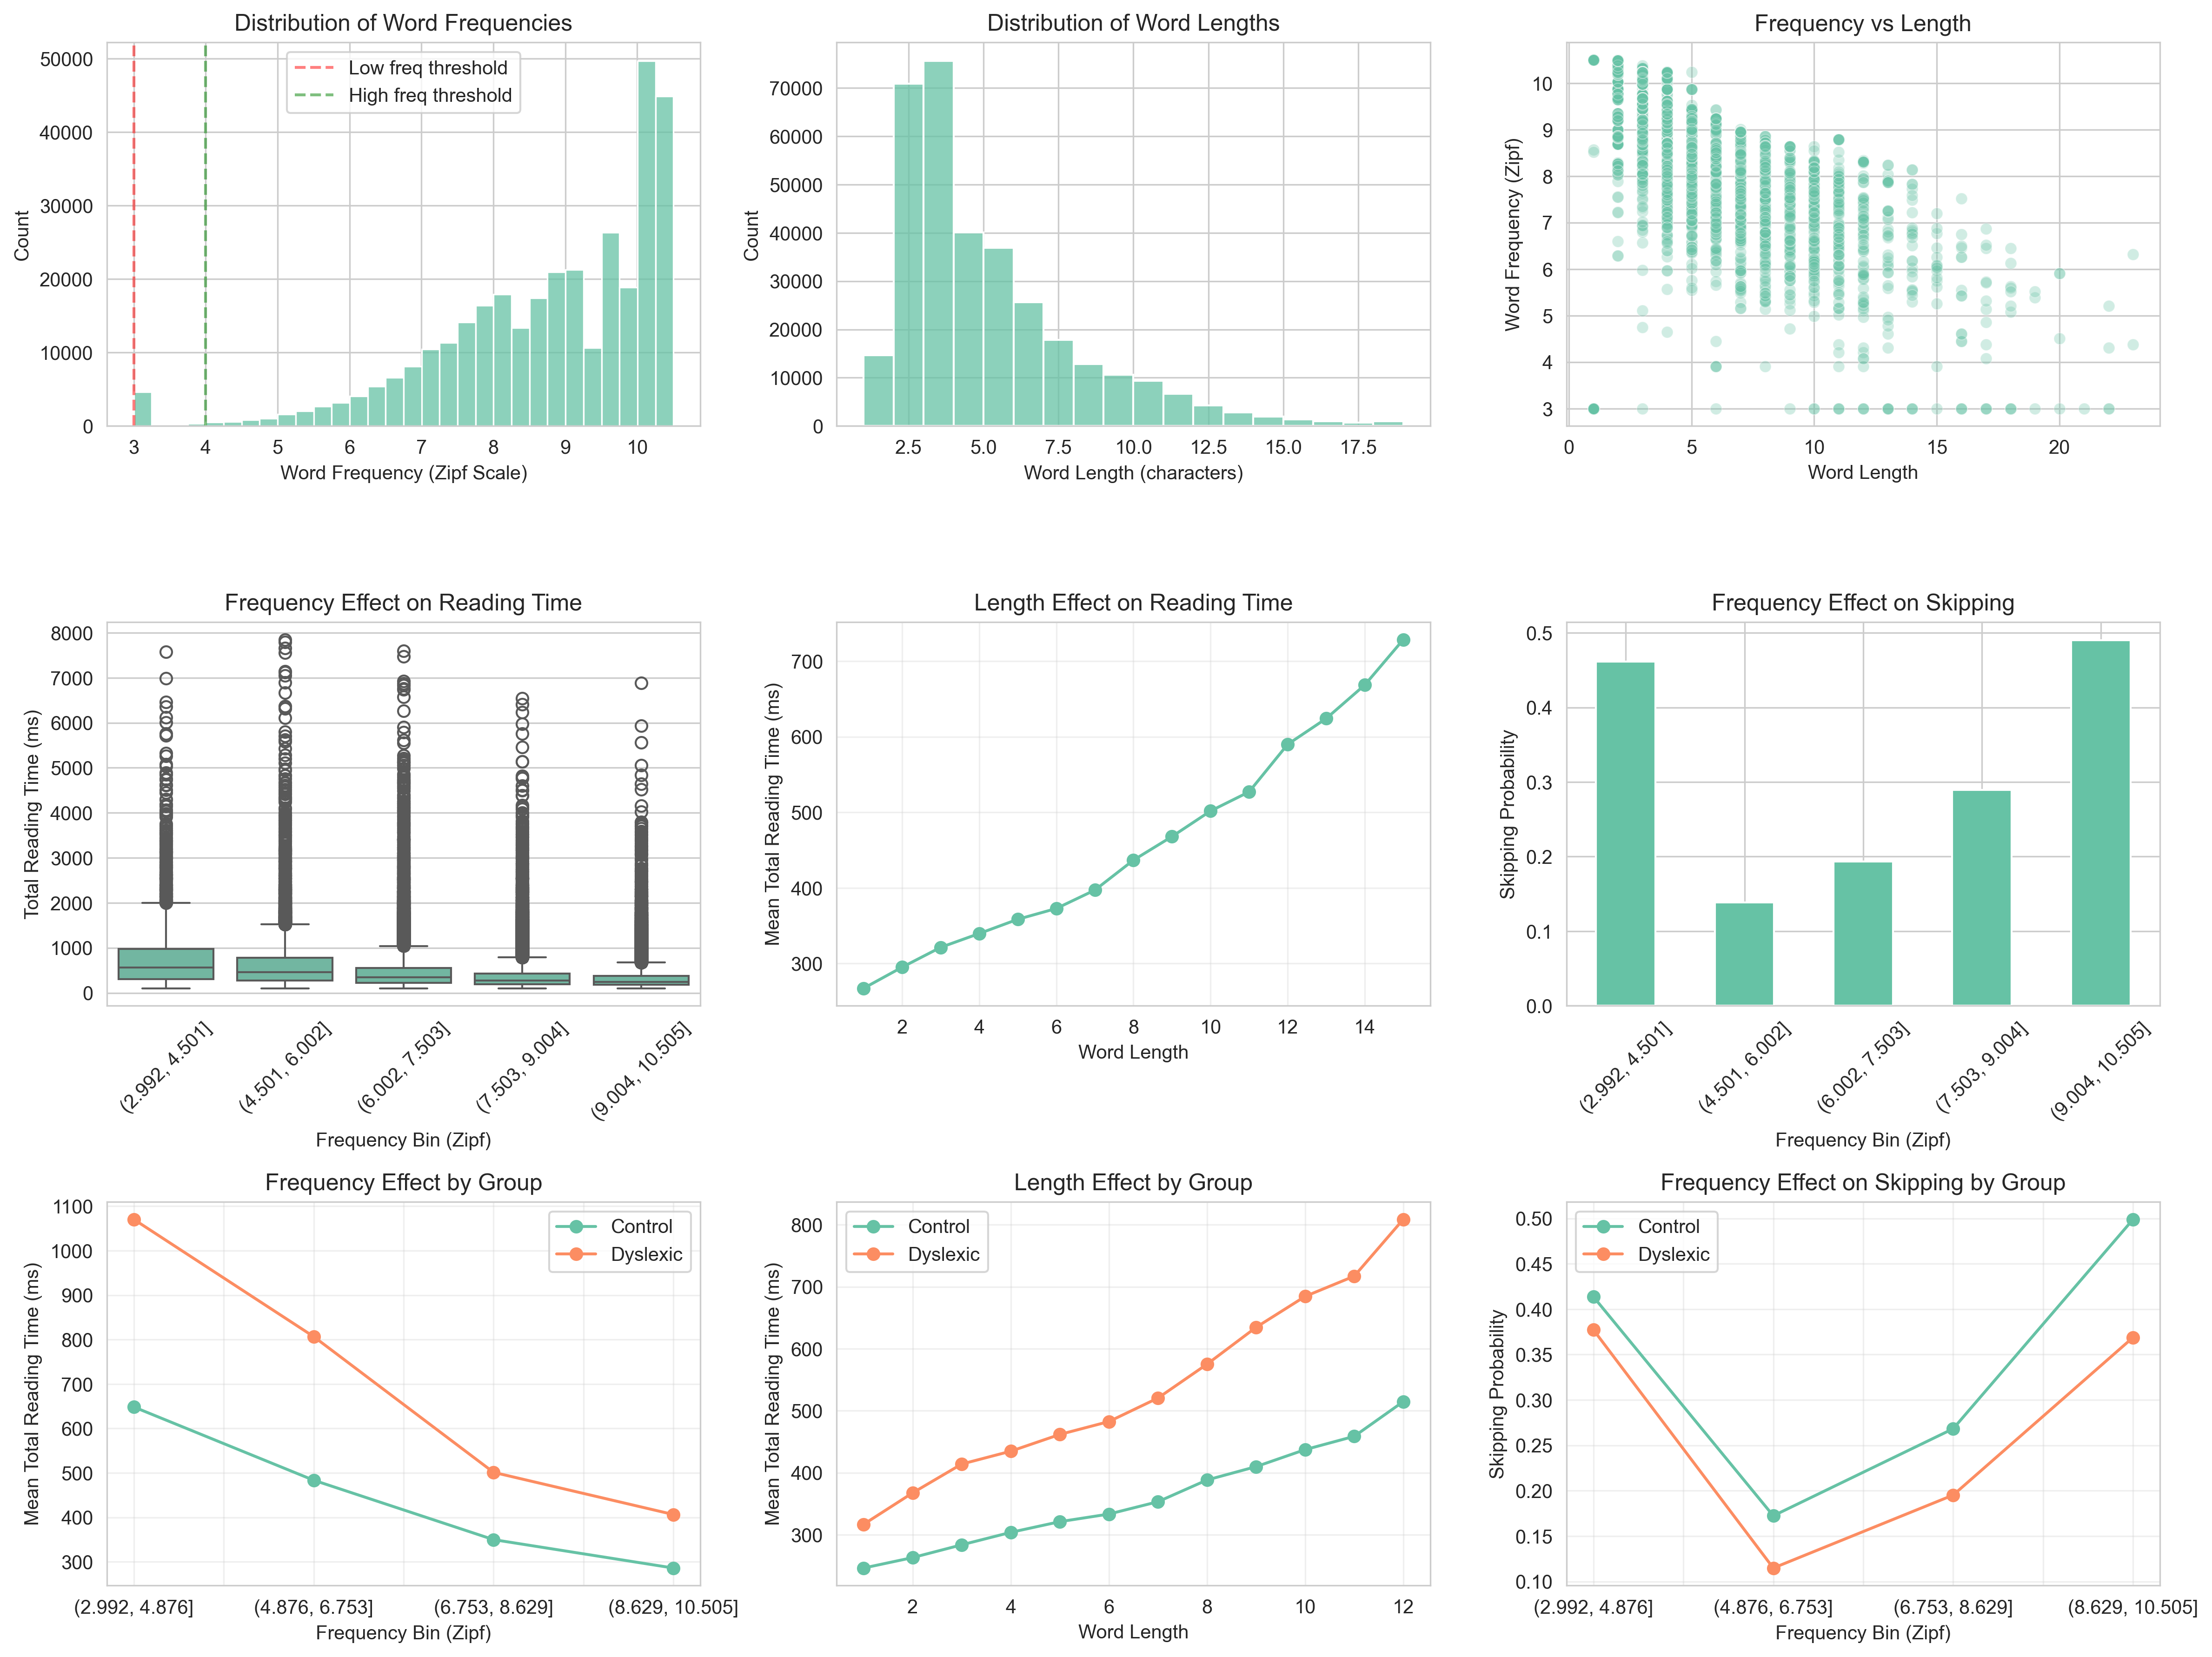 Distribution of Word Frequencies
Low freq threshold
High freq threshold
Count
50000
40000
30000
20000
10000
0
3 4 5 6 7 8 9 10
Word Frequency (Zipf Scale)
Distribution of Word Lengths
Count
70000
60000
50000
40000
30000
20000
10000
0
2.5 5.0 7.5 10.0 12.5 15.0 17.5
Word Length (characters)
Frequency vs Length
Word Frequency (Zipf)
10
9
8
7
6
5
4
3
0 5 10 15 20
Word Length
Frequency Effect on Reading Time
Total Reading Time (ms)
8000
7000
6000
5000
4000
3000
2000
1000
0
(2.992, 4.501] (4.501, 6.002] (6.002, 7.503] (7.503, 9.004] (9.004, 10.505]
Frequency Bin (Zipf)
Length Effect on Reading Time
Mean Total Reading Time (ms)
700
600
500
400
300
2 4 6 8 10 12 14
Word Length
Frequency Effect on Skipping
Skipping Probability
0.5
0.4
0.3
0.2
0.1
0.0
(2.992, 4.501] (4.501, 6.002] (6.002, 7.503] (7.503, 9.004] (9.004, 10.505]
Frequency Bin (Zipf)
Frequency Effect by Group
Control
Dyslexic
Mean Total Reading Time (ms)
1100
1000
900
800
700
600
500
400
300
(2.992, 4.876] (4.876, 6.753] (6.753, 8.629] (8.629, 10.505]
Frequency Bin (Zipf)
Length Effect by Group
Control
Dyslexic
Mean Total Reading Time (ms)
800
700
600
500
400
300
2 4 6 8 10 12
Word Length
Frequency Effect on Skipping by Group
Control
Dyslexic
Skipping Probability
0.50
0.45
0.40
0.35
0.30
0.25
0.20
0.15
0.10
(2.992, 4.876] (4.876, 6.753] (6.753, 8.629] (8.629, 10.505]
Frequency Bin (Zipf)